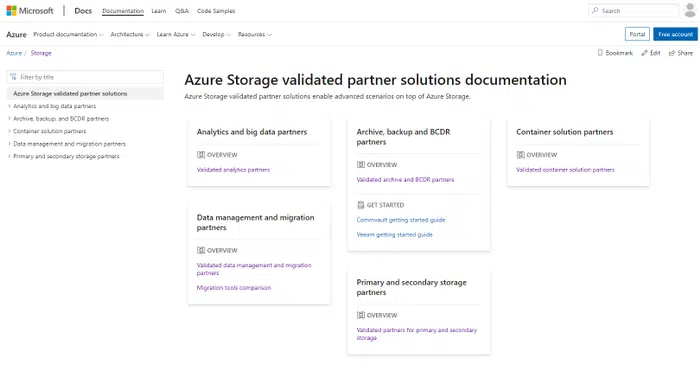 Microsoft | Docs Documentation Learn Q&A Code Samples Search
Azure Product documentation Architecture Learn Azure Develop Resources Portal Free account
Azure / Storage Bookmark Edit Share
Filter by title
Azure Storage validated partner solutions
Analytics and big data partners
Archive, backup, and BCDR partners
Container solution partners
Data management and migration partners
Primary and secondary storage partners
Azure Storage validated partner solutions documentation
Azure Storage validated partner solutions enable advanced scenarios on top of Azure Storage.
Analytics and big data partners
OVERVIEW
Validated analytics partners
Archive, backup and BCDR
partners
OVERVIEW
Validated archive and BCDR partners
GET STARTED
Commvault getting started guide
Veeam getting started guide
Container solution partners
OVERVIEW
Validated container solution partners
Data management and migration
partners
OVERVIEW
Validated data management and migration
partners
Migration tools comparison
Primary and secondary storage
partners
OVERVIEW
Validated partners for primary and secondary
storage